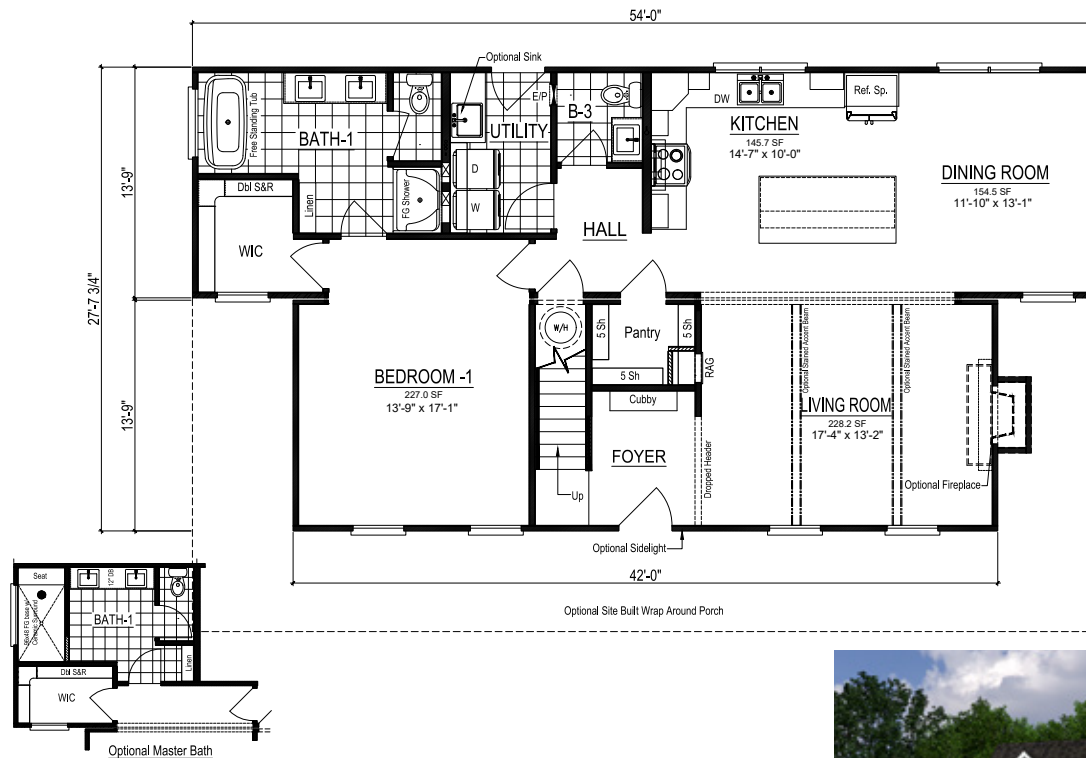 54'-0"
Optional Sink
E/P
B-3
UTILITY
BATH-1
Free Standing Tub
DW
Ref. Sp.
KITCHEN
145.7 SF
14'-7" x 10'-0"
DINING ROOM
154.5 SF
11'-10" x 13'-1"
13'-9"
Dbl S&R
Linen
FG Shower
D
W
WIC
HALL
27'-7 3/4"
13'-9"
W/H
5 Sh
Pantry
5 Sh
5 Sh
RAG
Cubby
BEDROOM -1
227.0 SF
13'-9" x 17'-1"
Optional Stained Accent Beam
Optional Stained Accent Beam
LIVING ROOM
228.2 SF
17'-4" x 13'-2"
FOYER
Dropped Header
Up
Optional Fireplace
Optional Sidelight
42'-0"
Optional Site Built Wrap Around Porch
Seat
12" DB
BATH-1
Ceramic Surround
Dbl S&R
Linen
WIC
Optional Master Bath